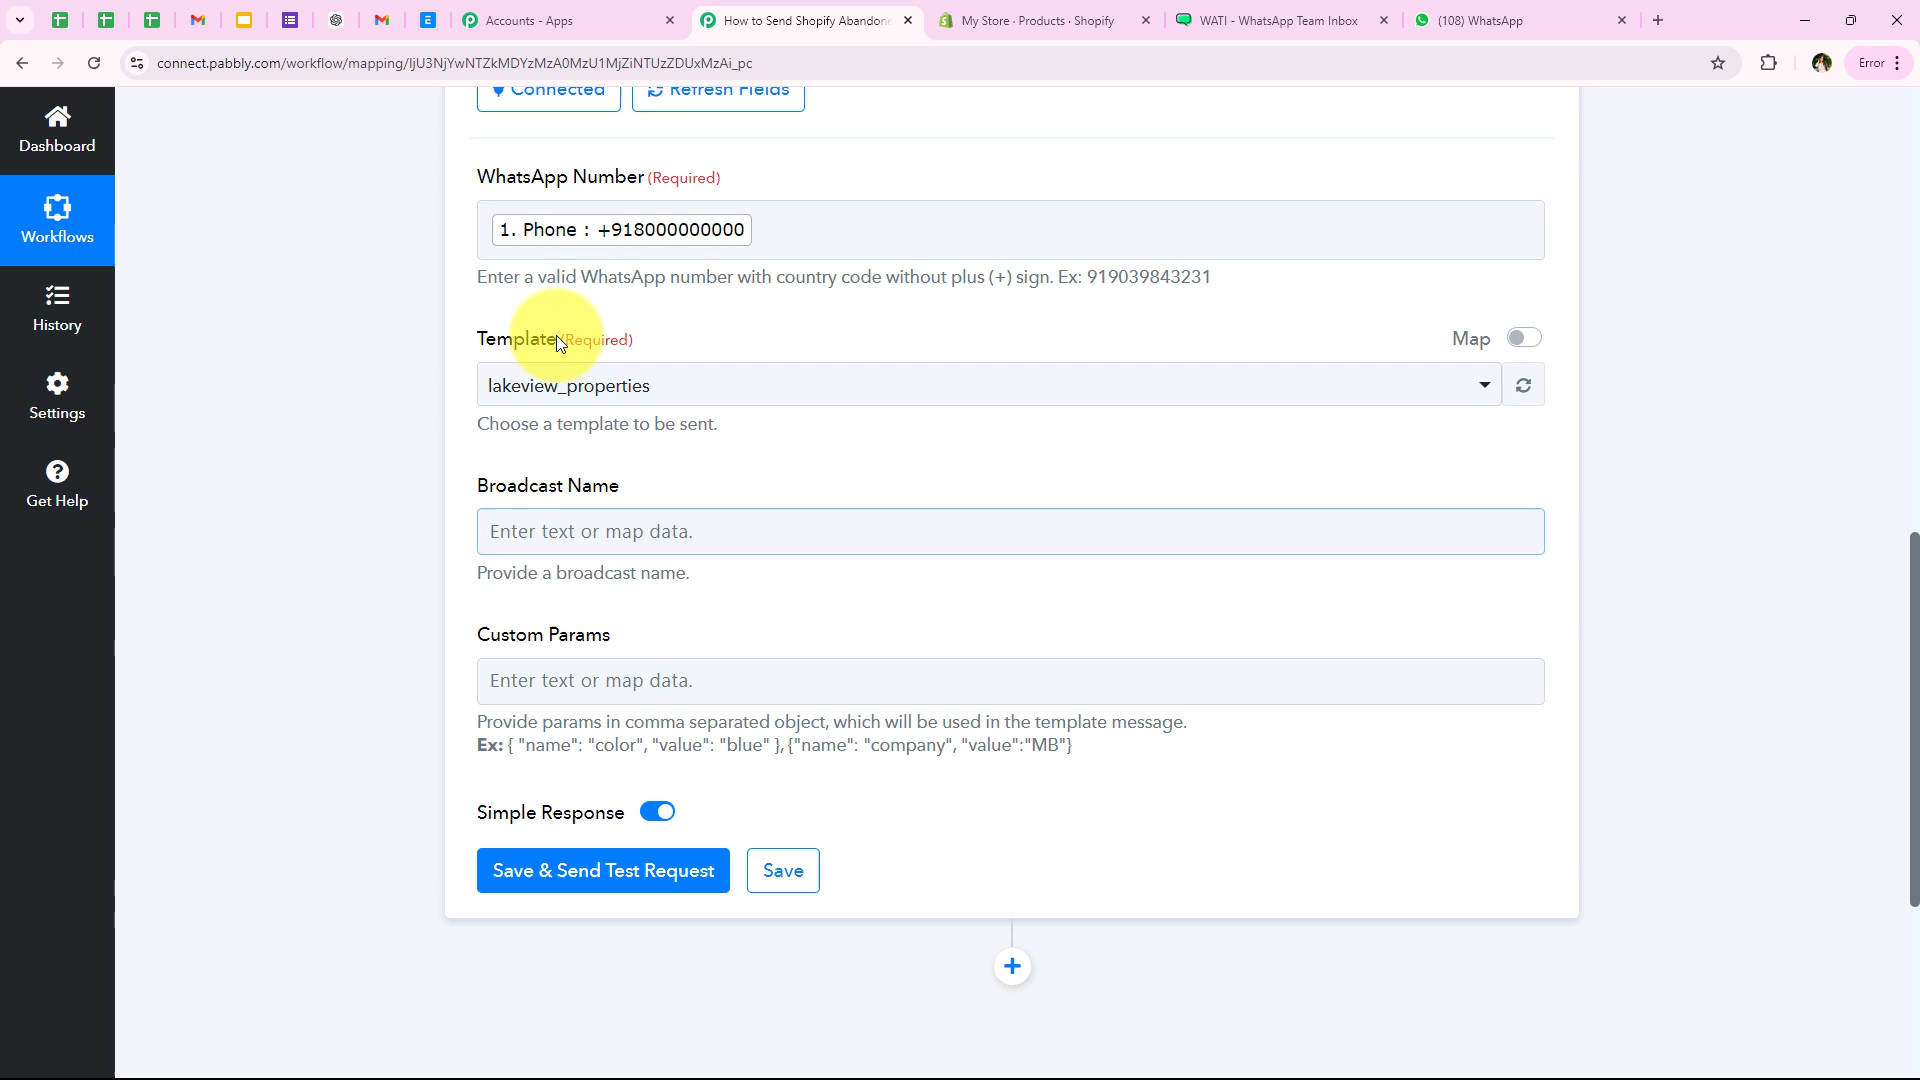 Accounts - Apps
How to Send Shopify Abandone
My Store · Products · Shopify
WATI - WhatsApp Team Inbox
(108) WhatsApp
connect.pabbly.com/workflow/mapping/IjU3NjYwNTZkMDYzMzA0MzU1MjZiNTUzZDUxMzAi_pc
Error
Dashboard
Workflows
History
Settings
Get Help
Connected
Refresh Fields
WhatsApp Number (Required)
1. Phone : +918000000000
Enter a valid WhatsApp number with country code without plus (+) sign. Ex: 919039843231
Template (Required)
Map
lakeview_properties
Choose a template to be sent.
Broadcast Name
Enter text or map data.
Provide a broadcast name.
Custom Params
Enter text or map data.
Provide params in comma separated object, which will be used in the template message.
Ex: { "name": "color", "value": "blue" }, {"name": "company", "value":"MB"}
Simple Response
Save & Send Test Request
Save